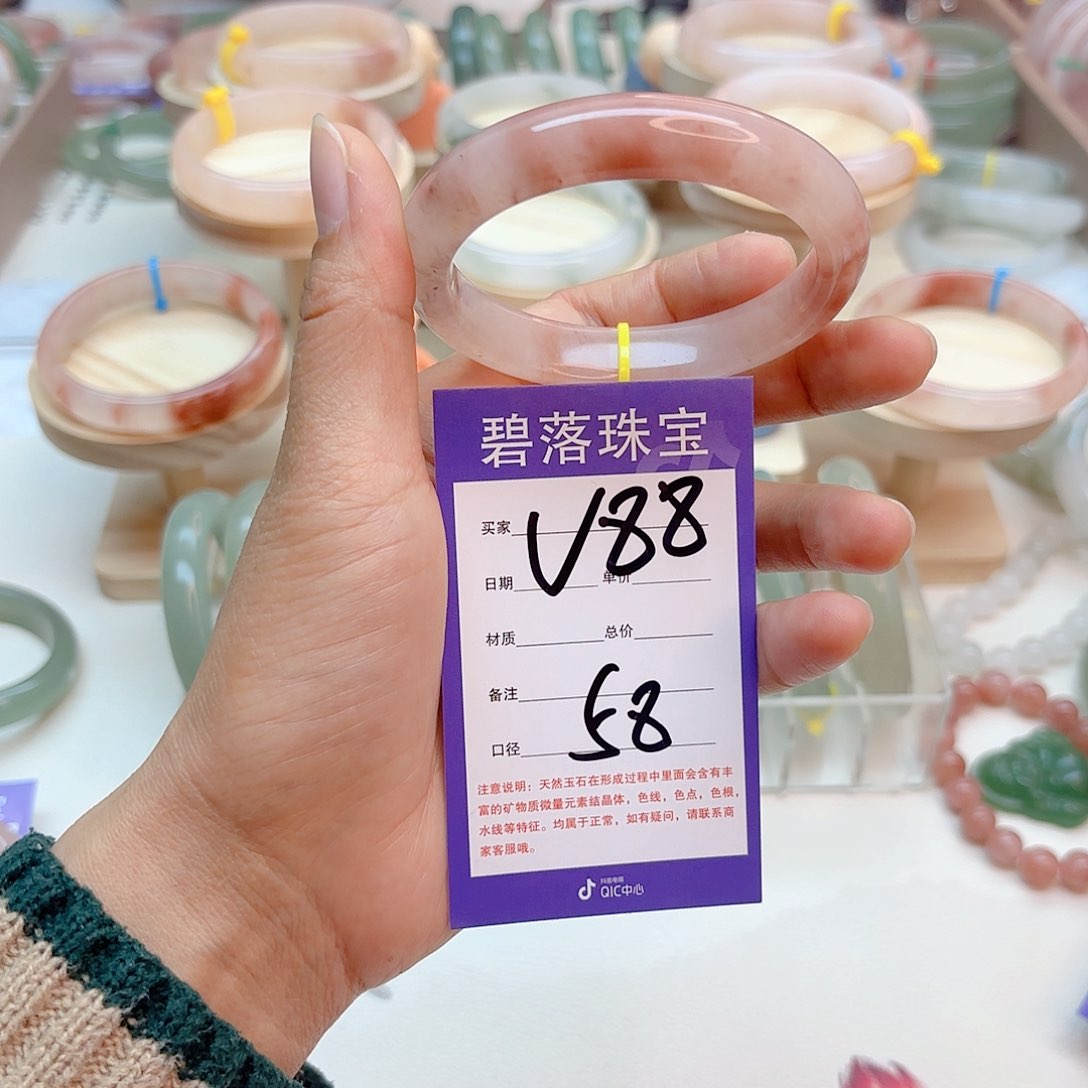 碧落珠宝
买家
V88
日期 单价
材质 总价
备注
58
口径
注意说明：天然玉石在形成过程中里面会含有丰
富的矿物质微量元素结晶体，色线，色点，色根，
水线等特征。均属于正常，如有疑问，请联系商
家客服哦。
抖音电商
QIC中心